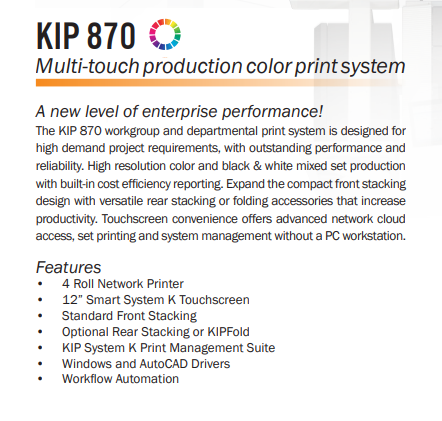 KIP 870
Multi-touch production color print system
A new level of enterprise performance!
The KIP 870 workgroup and departmental print system is designed for
high demand project requirements, with outstanding performance and
reliability. High resolution color and black & white mixed set production
with built-in cost efficiency reporting. Expand the compact front stacking
design with versatile rear stacking or folding accessories that increase
productivity. Touchscreen convenience offers advanced network cloud
access, set printing and system management without a PC workstation.
Features
• 4 Roll Network Printer
• 12” Smart System K Touchscreen
• Standard Front Stacking
• Optional Rear Stacking or KIPFold
• KIP System K Print Management Suite
• Windows and AutoCAD Drivers
• Workflow Automation